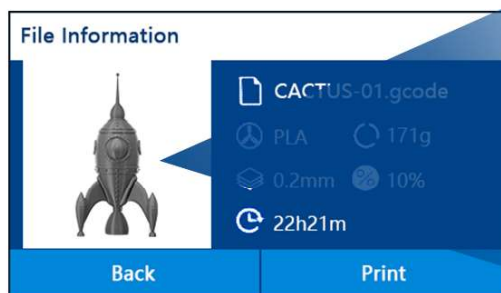 File Information
CACTUS-01.gcode
PLA 171g
0.2mm 10%
22h21m
Back Print